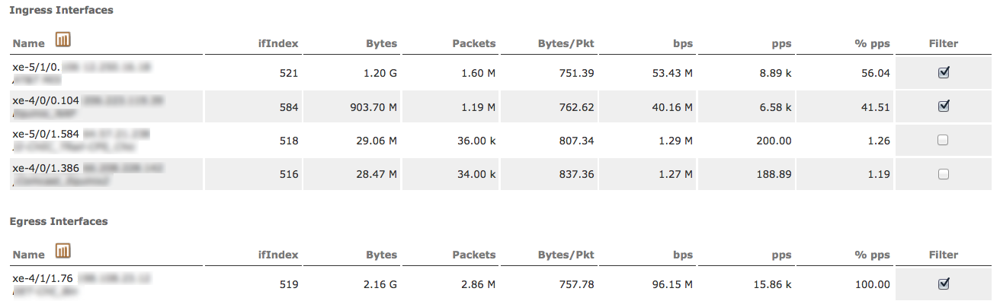 Ingress Interfaces
Name ifIndex Bytes Packets Bytes/Pkt bps pps % pps Filter
xe-5/1/0. 521 1.20 G 1.60 M 751.39 53.43 M 8.89 k 56.04
xe-4/0/0.104 584 903.70 M 1.19 M 762.62 40.16 M 6.58 k 41.51
xe-5/0/1.584 518 29.06 M 36.00 k 807.34 1.29 M 200.00 1.26
xe-4/0/1.386 516 28.47 M 34.00 k 837.36 1.27 M 188.89 1.19
Egress Interfaces
Name ifIndex Bytes Packets Bytes/Pkt bps pps % pps Filter
xe-4/1/1.76 519 2.16 G 2.86 M 757.78 96.15 M 15.86 k 100.00